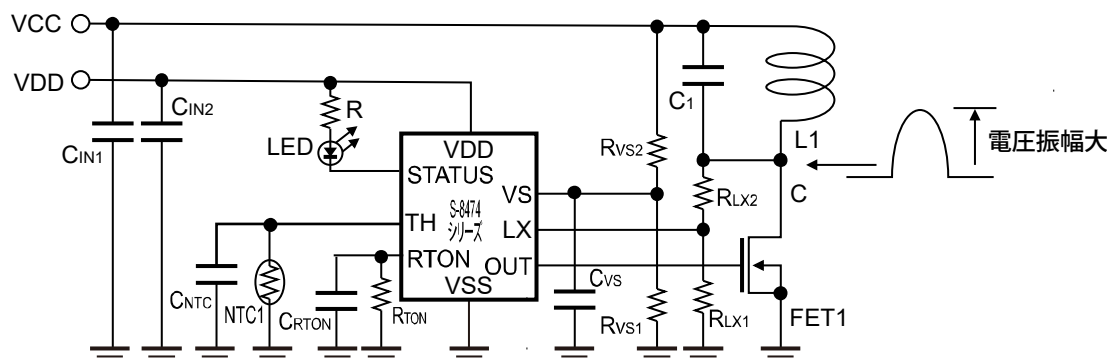 VCC
VDD
CIN1
CIN2
R
LED
VDD
STATUS
S-8474
シリーズ
TH
RTON
VSS
VS
LX
OUT
CNTC
NTC1
CRTON
RTON
CVS
RVS2
RVS1
C1
RLX2
RLX1
L1
C
FET1
電圧振幅大